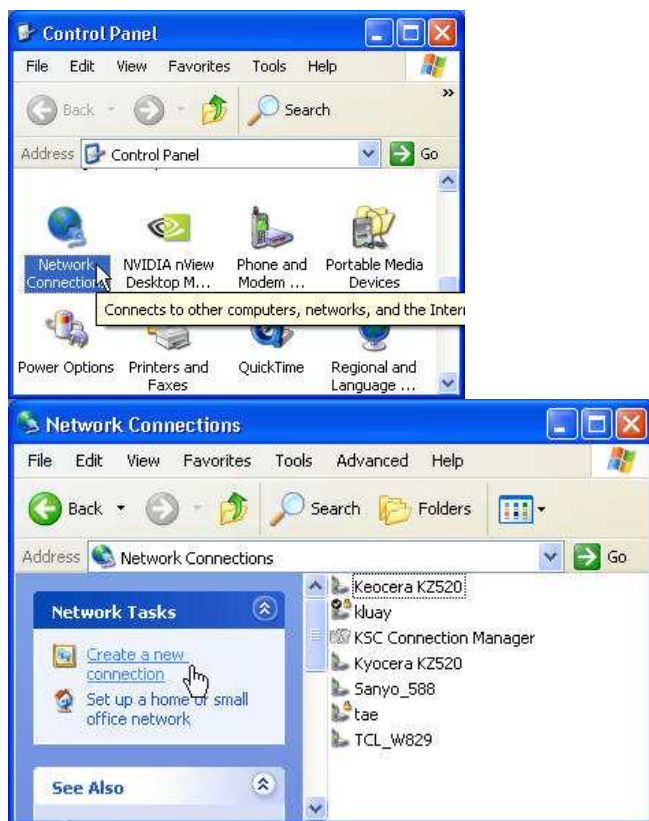 Control Panel
File Edit View Favorites Tools Help
Back Search »
Address Control Panel Go
Network Connections
NVIDIA nView Desktop M...
Phone and Modem ...
Portable Media Devices
Connects to other computers, networks, and the Inter
Power Options
Printers and Faxes
QuickTime
Regional and Language ...
Network Connections
File Edit View Favorites Tools Advanced Help
Back Search Folders
Address Network Connections Go
Network Tasks
Create a new
connection
Set up a home or small
office network
See Also
Keocera KZ520
kluay
KSC Connection Manager
Kyocera KZ520
Sanyo_588
tae
TCL_W829